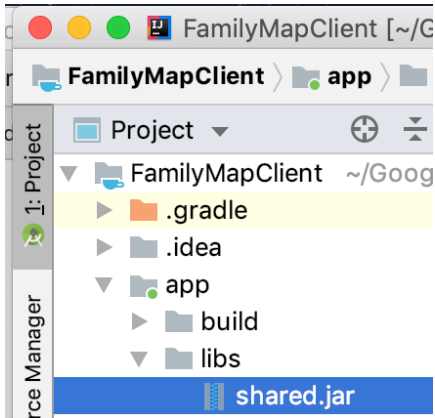 FamilyMapClient [~/G
FamilyMapClient app
Project
1: Project
FamilyMapClient ~/Goog
.gradle
.idea
app
build
libs
shared.jar
rce Manager